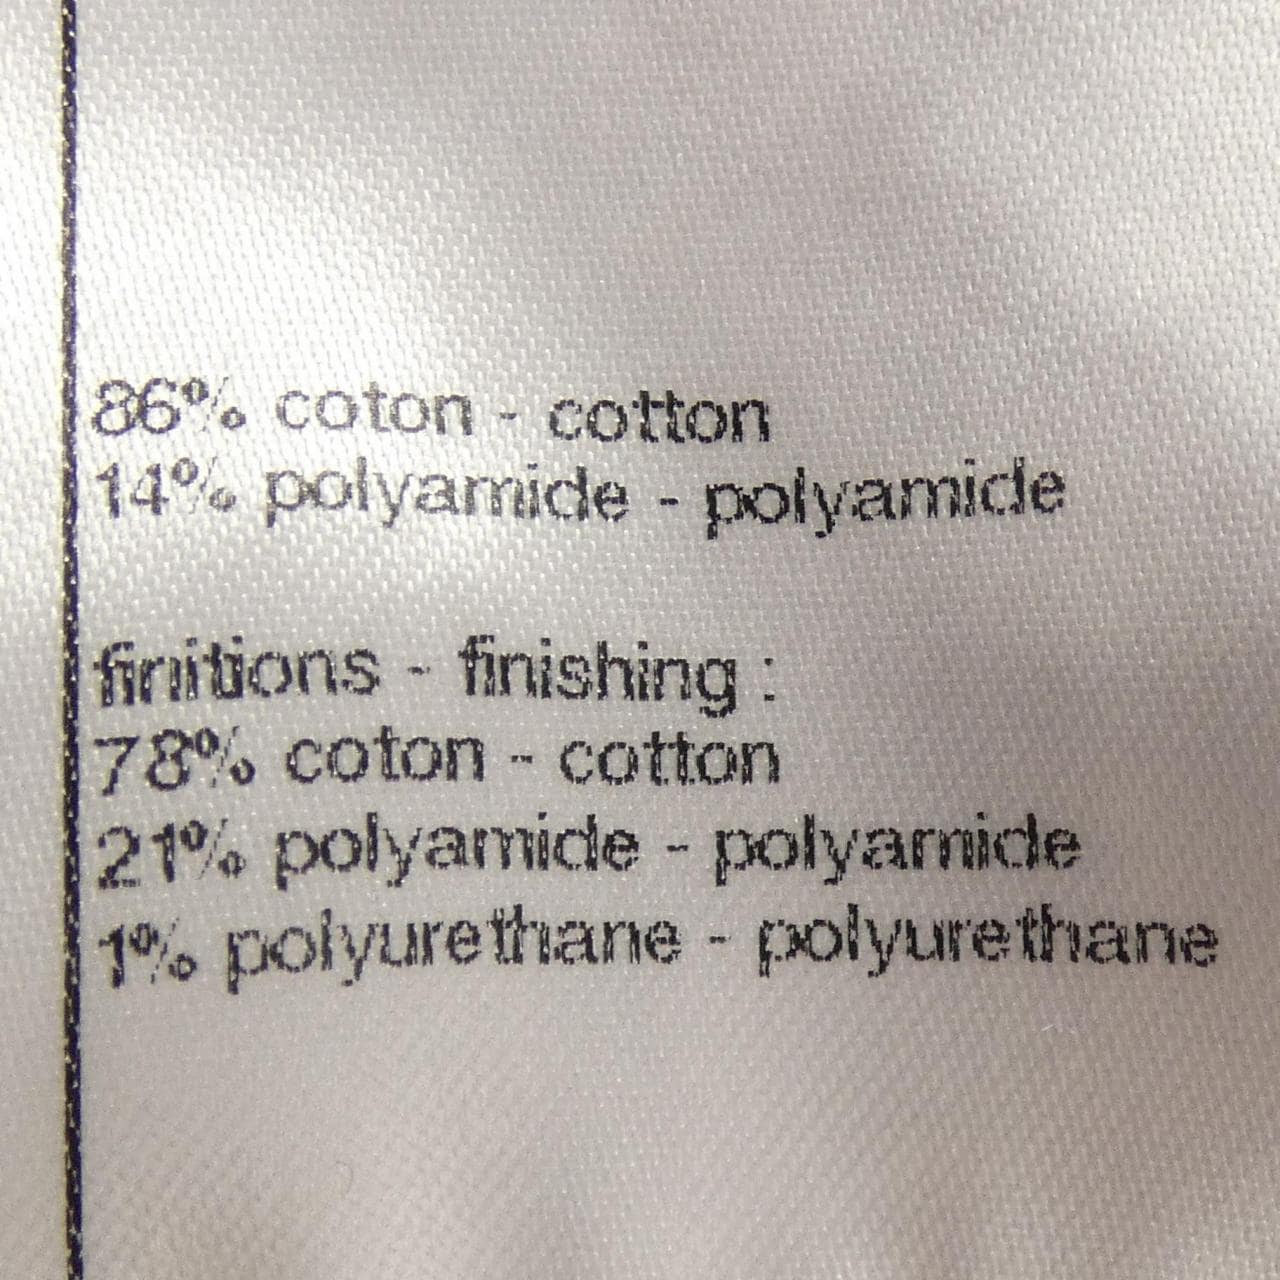 86% coton - cotton
14% polyamide - polyamide
finitions - finishing :
78% coton - cotton
21% polyamide - polyamide
1% polyurethane - polyurethane